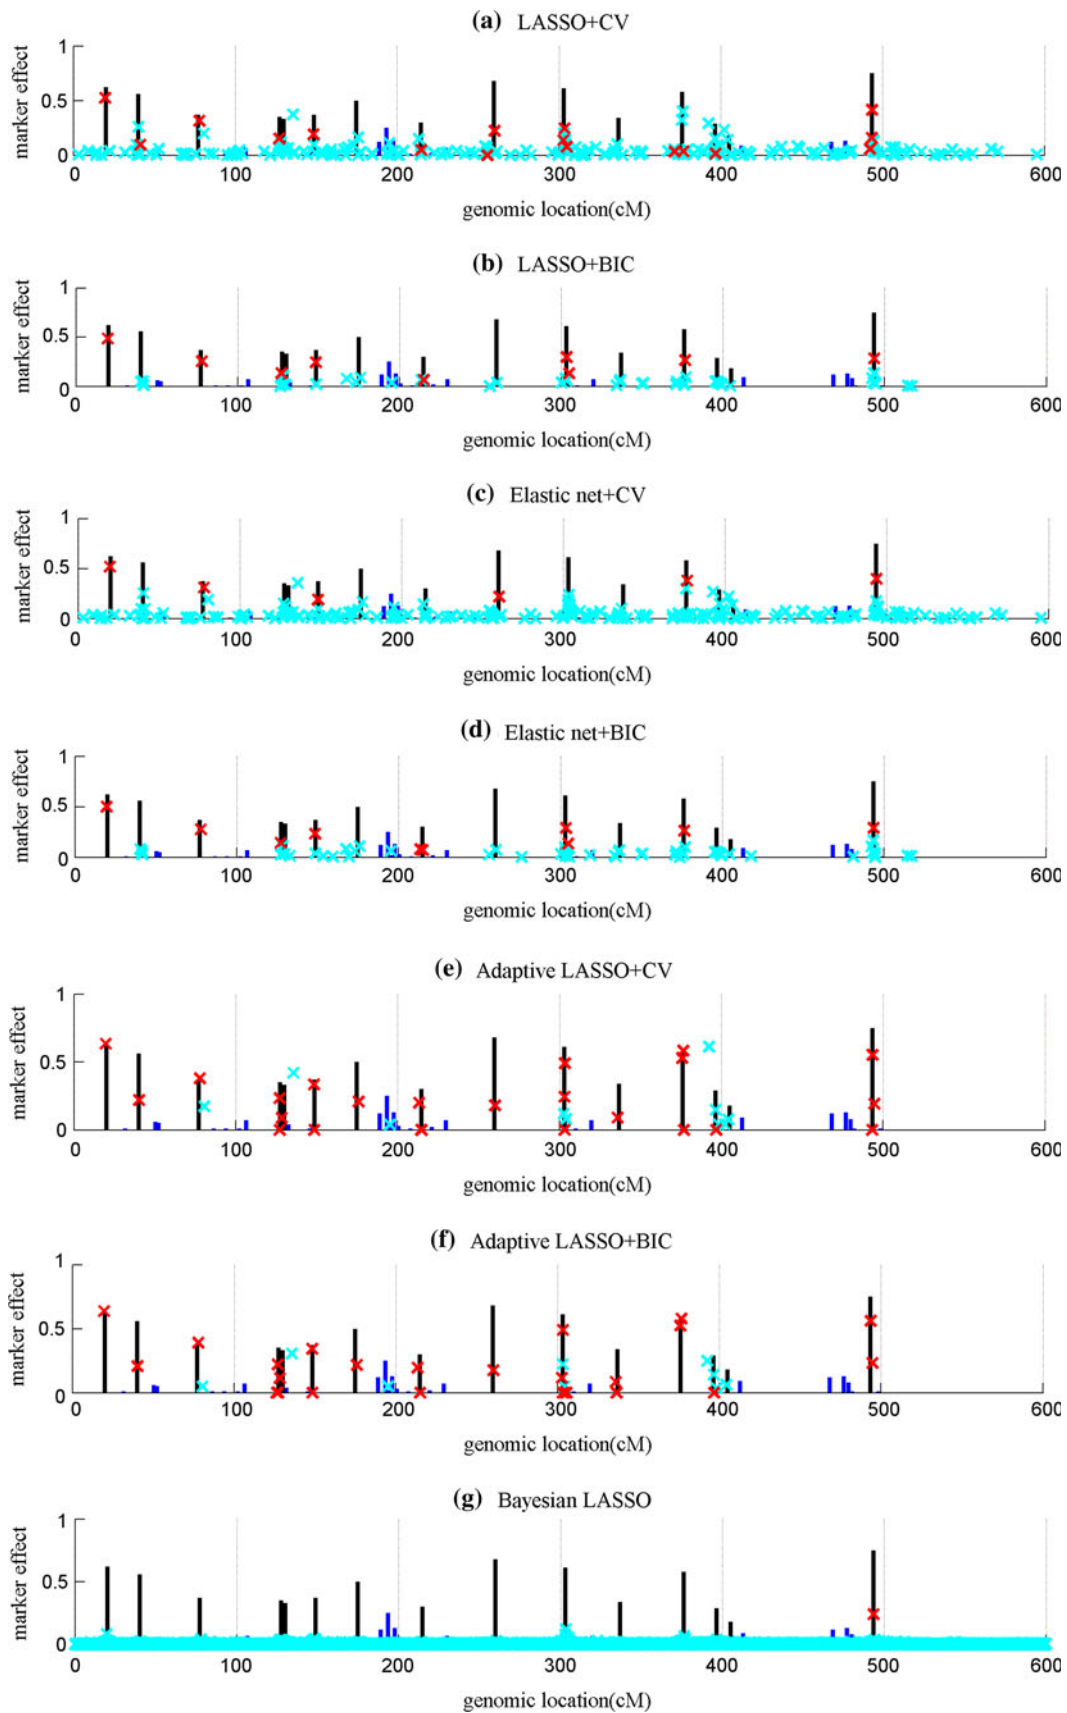 (a) LASSO+CV
marker effect
1
0.5
0
0 100 200 300 400 500 600
genomic location(cM)
(b) LASSO+BIC
marker effect
1
0.5
0
0 100 200 300 400 500 600
genomic location(cM)
(c) Elastic net+CV
marker effect
1
0.5
0
0 100 200 300 400 500 600
genomic location(cM)
(d) Elastic net+BIC
marker effect
1
0.5
0
0 100 200 300 400 500 600
genomic location(cM)
(e) Adaptive LASSO+CV
marker effect
1
0.5
0
0 100 200 300 400 500 600
genomic location(cM)
(f) Adaptive LASSO+BIC
marker effect
1
0.5
0
0 100 200 300 400 500 600
genomic location(cM)
(g) Bayesian LASSO
marker effect
1
0.5
0
0 100 200 300 400 500 600
genomic location(cM)